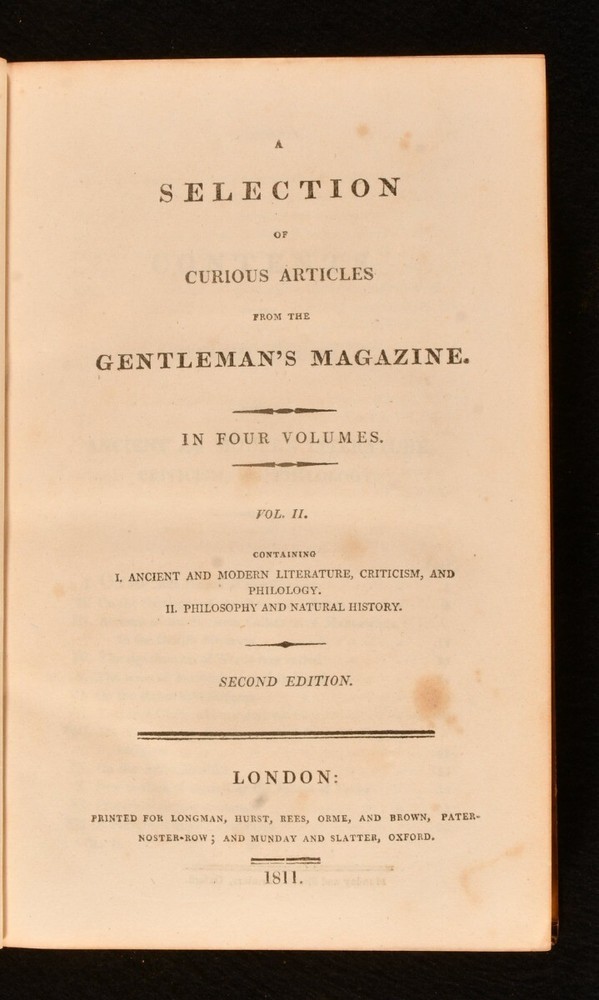 A
SELECTION
OF
CURIOUS ARTICLES
FROM THE
GENTLEMAN'S MAGAZINE.
IN FOUR VOLUMES.
VOL. II.
CONTAINING
I. ANCIENT AND MODERN LITERATURE, CRITICISM, AND
PHILOLOGY.
II. PHILOSOPHY AND NATURAL HISTORY.
SECOND EDITION.
LONDON:
PRINTED FOR LONGMAN, HURST, REES, ORME, AND BROWN, PATER-
NOSTER-ROW; AND MUNDAY AND SLATTER, OXFORD.
1811.